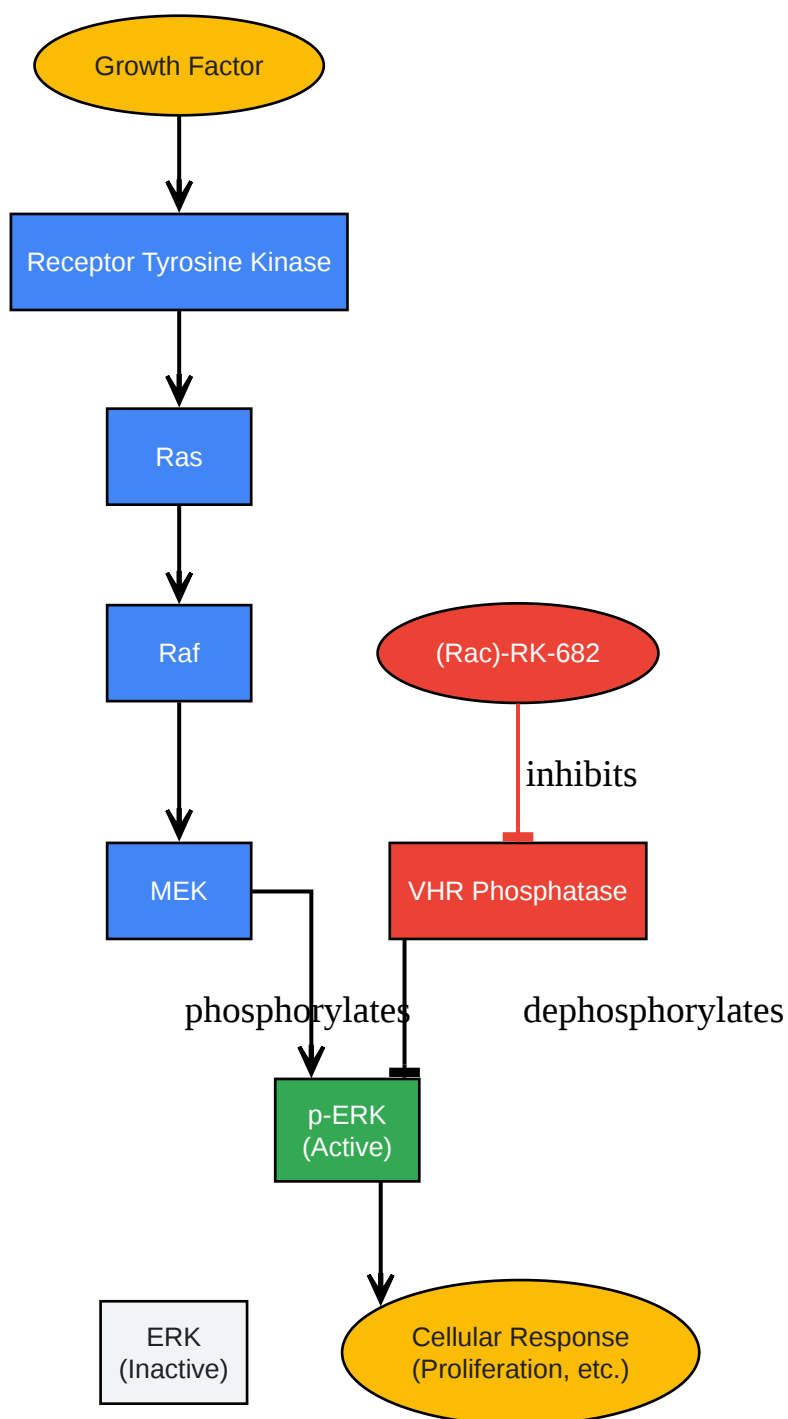 Growth Factor
Receptor Tyrosine Kinase
Ras
Raf
(Rac)-RK-682
inhibits
MEK
VHR Phosphatase
phosphorylates
dephosphorylates
p-ERK
(Active)
ERK
(Inactive)
Cellular Response
(Proliferation, etc.)